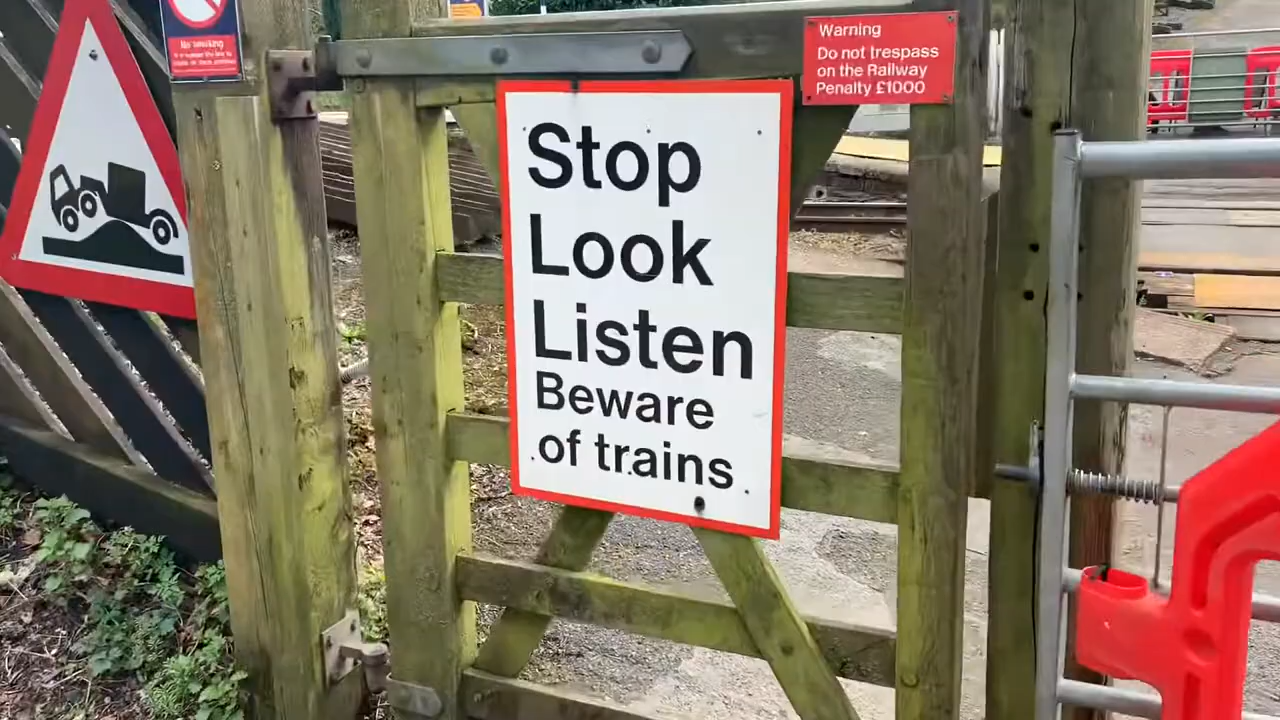 No smoking
Warning
Do not trespass
on the Railway
Penalty £1000
Stop
Look
Listen
Beware
of trains